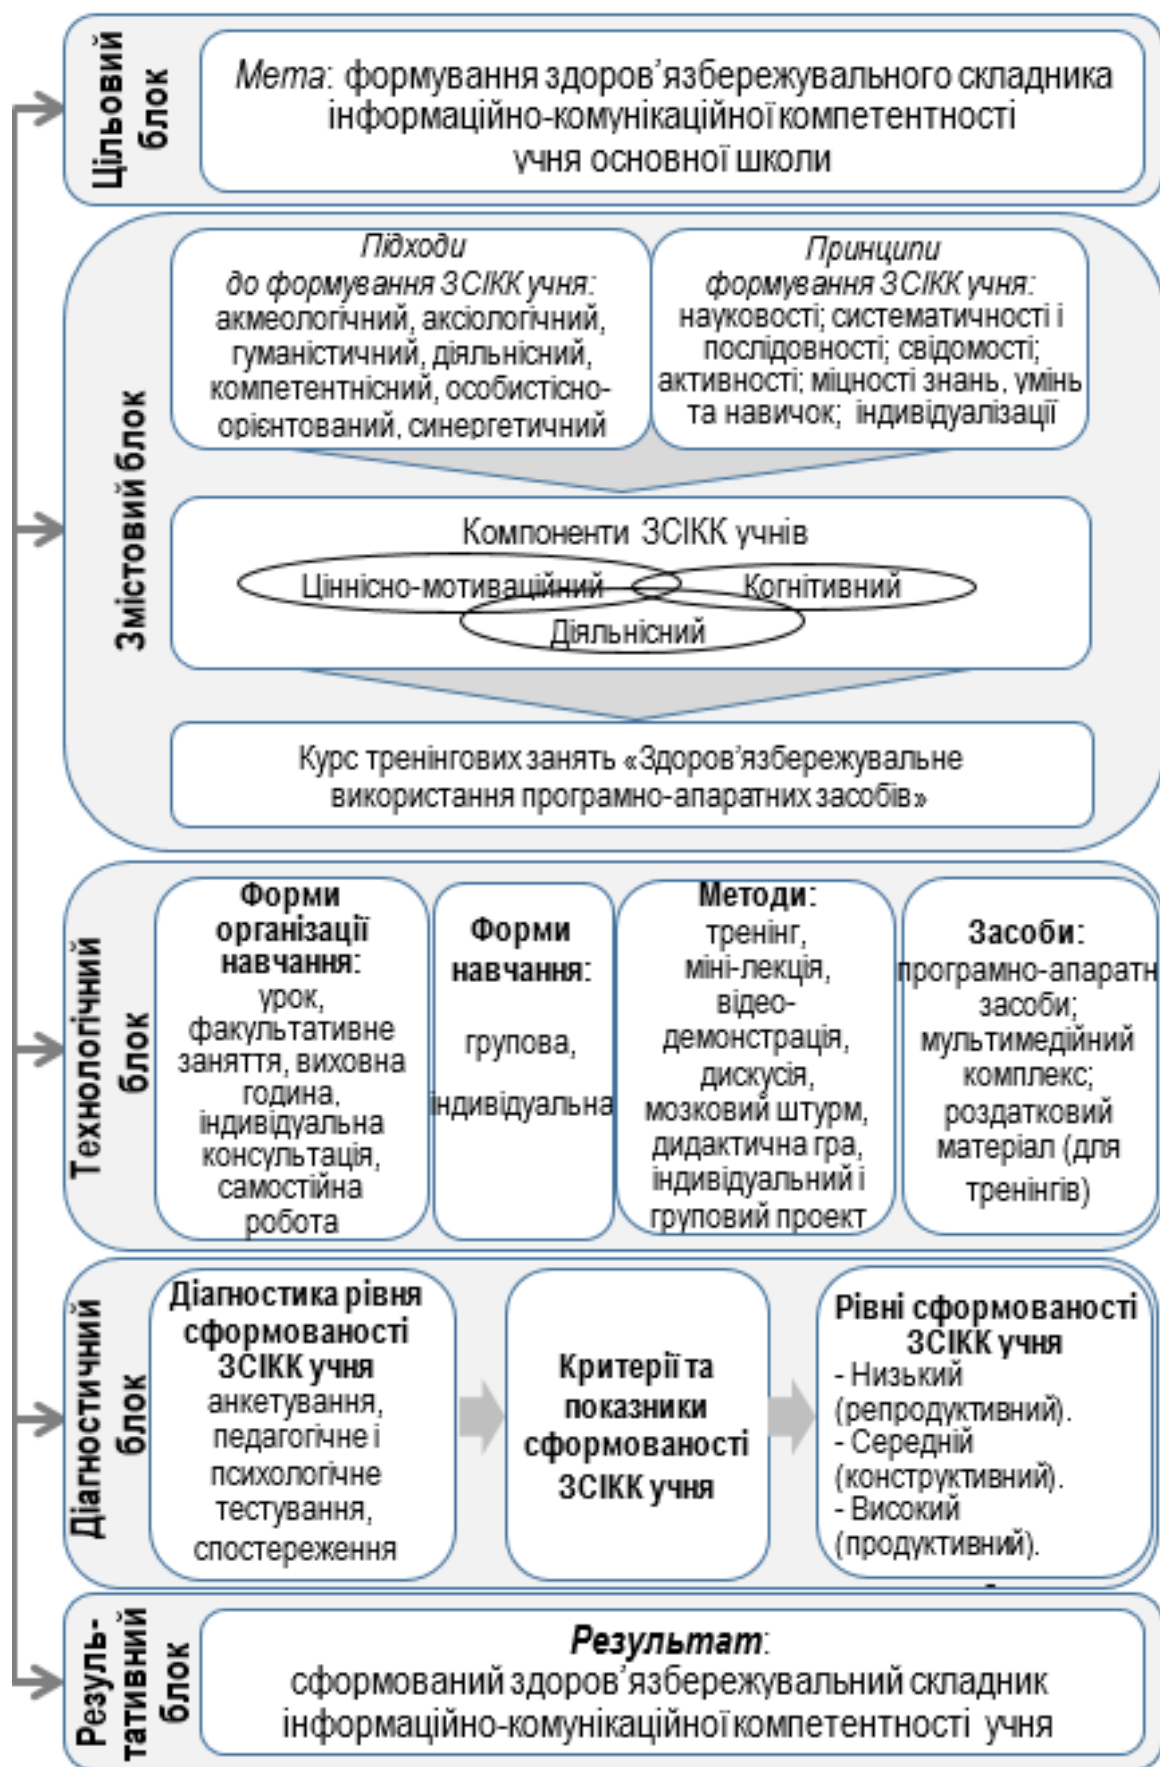 Цільовий
блок
Мета: формування здоров’язбережувального складника
інформаційно-комунікаційної компетентності
учня основної школи
Змістовий блок
Підходи
до формування ЗСІКК учня:
акмеологічний, аксіологічний,
гуманістичний, діяльнісний,
компетентнісний, особистісно-
орієнтований, синергетичний
Принципи
формування ЗСІКК учня:
науковості; систематичності і
послідовності; свідомості;
активності; міцності знань, умінь
та навичок; індивідуалізації
Компоненти ЗСІКК учнів
Ціннісно-мотиваційний
Когнітивний
Діяльнісний
Курс тренінгових занять «Здоров’язбережувальне
використання програмно-апаратних засобів»
Технологічний
блок
Форми
організації
навчання:
урок,
факультативне
заняття, виховна
година,
індивідуальна
консультація,
самостійна
робота
Форми
навчання:
групова,
індивідуальна
Методи:
тренінг,
міні-лекція,
відео-
демонстрація,
дискусія,
мозковий штурм,
дидактична гра,
індивідуальний і
груповий проект
Засоби:
програмно-апаратн
засоби;
мультимедійний
комплекс;
роздатковий
матеріал (для
тренінгів)
Діагностичний
блок
Діагностика рівня
сформованості
ЗСІКК учня
анкетування,
педагогічне і
психологічне
тестування,
спостереження
Критерії та
показники
сформованості
ЗСІКК учня
Рівні сформованості
ЗСІКК учня
- Низький
(репродуктивний).
- Середній
(конструктивний).
- Високий
(продуктивний).
Резуль-
тативний
блок
Результат:
сформований здоров’язбережувальний складник
інформаційно-комунікаційної компетентності учня